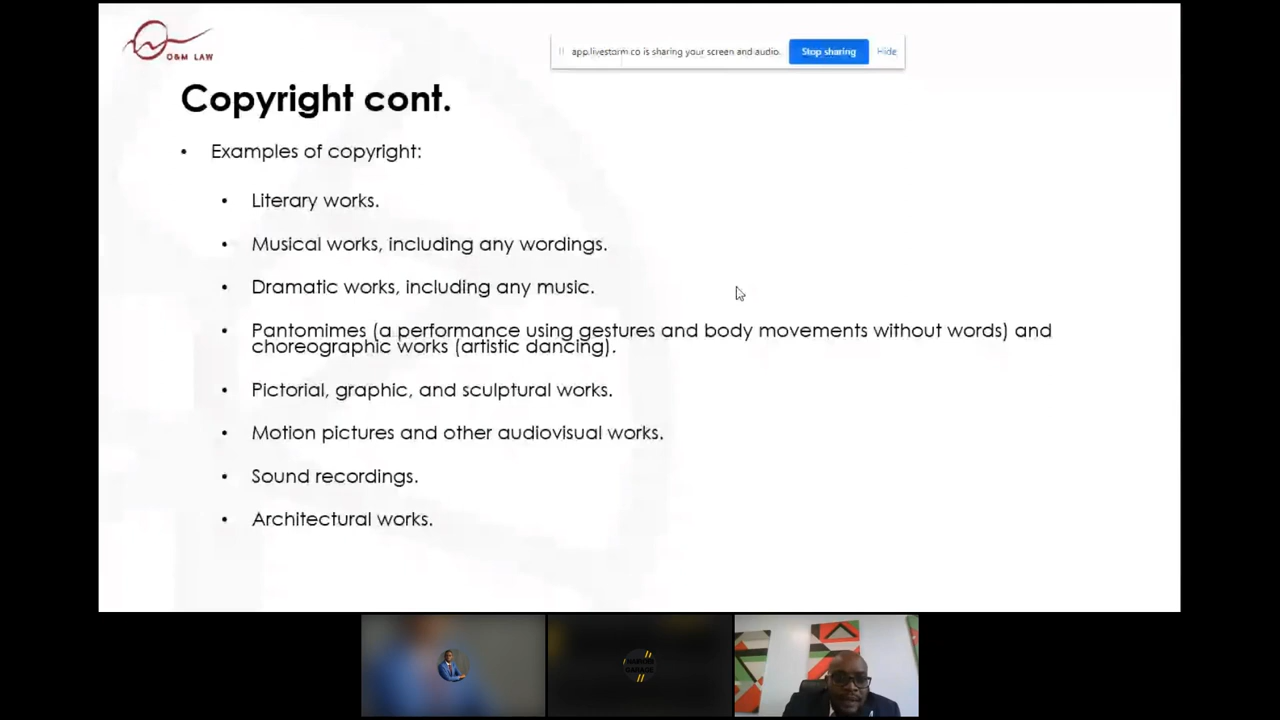 O&M LAW
app.livestorm.co is sharing your screen and audio.
Stop sharing
Hide
Copyright cont.
• Examples of copyright:
• Literary works.
• Musical works, including any wordings.
• Dramatic works, including any music.
• Pantomimes (a performance using gestures and body movements without words) and
choreographic works (artistic dancing).
• Pictorial, graphic, and sculptural works.
• Motion pictures and other audiovisual works.
• Sound recordings.
• Architectural works.
GARAGE